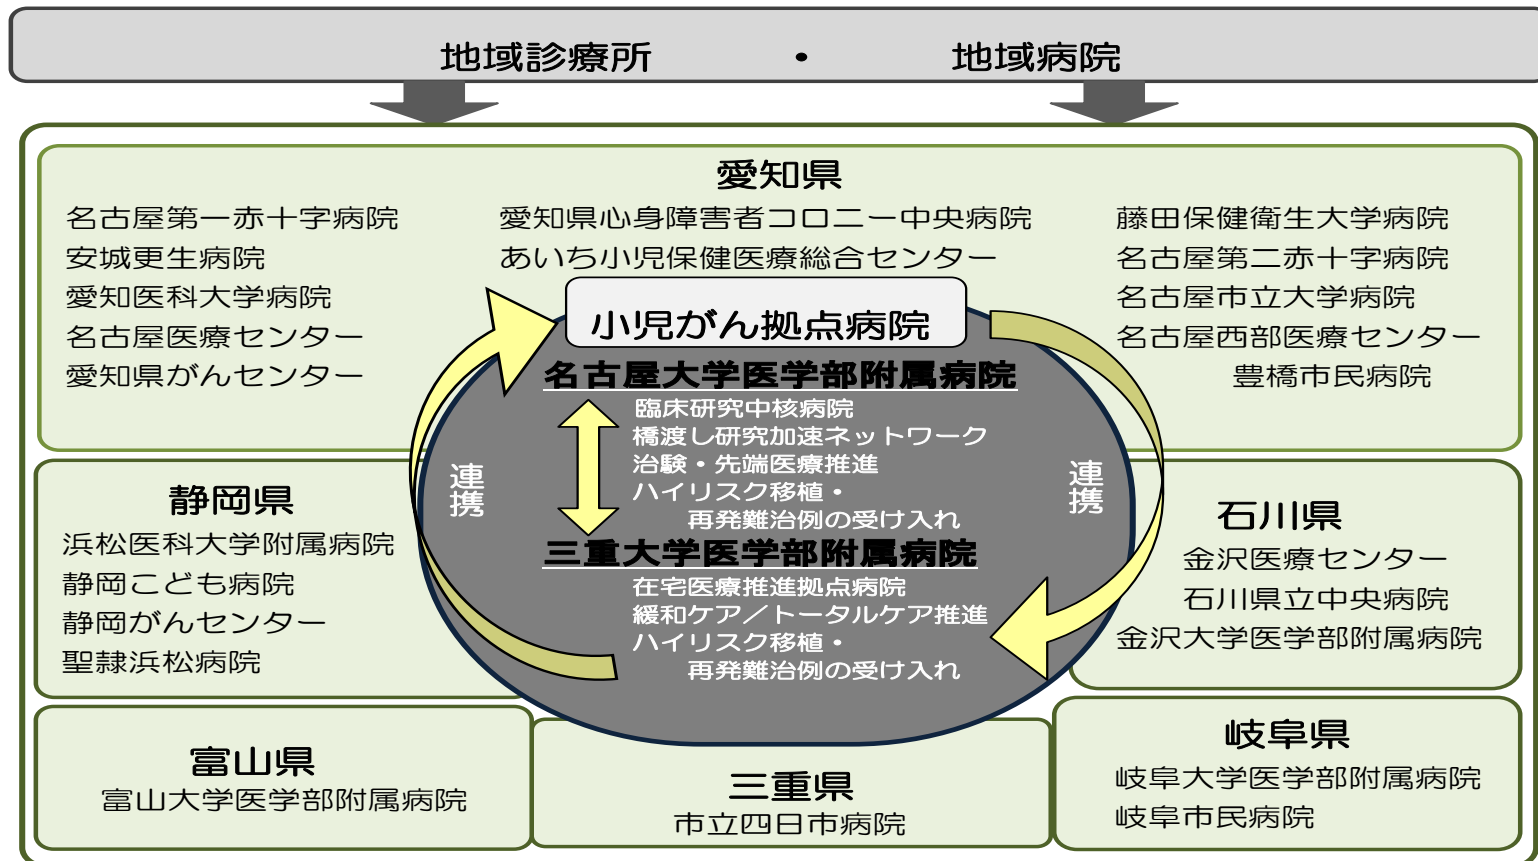 地域診療所 ・ 地域病院
愛知県
名古屋第一赤十字病院
安城更生病院
愛知医科大学病院
名古屋医療センター
愛知県がんセンター
愛知県心身障害者コロニー中央病院
あいち小児保健医療総合センター
藤田保健衛生大学病院
名古屋第二赤十字病院
名古屋市立大学病院
名古屋西部医療センター
豊橋市民病院
小児がん拠点病院
名古屋大学医学部附属病院
臨床研究中核病院
橋渡し研究加速ネットワーク
治験・先端医療推進
ハイリスク移植・
再発難治例の受け入れ
三重大学医学部附属病院
在宅医療推進拠点病院
緩和ケア／トータルケア推進
ハイリスク移植・
再発難治例の受け入れ
連携
連携
静岡県
浜松医科大学附属病院
静岡こども病院
静岡がんセンター
聖隷浜松病院
石川県
金沢医療センター
石川県立中央病院
金沢大学医学部附属病院
富山県
富山大学医学部附属病院
三重県
市立四日市病院
岐阜県
岐阜大学医学部附属病院
岐阜市民病院